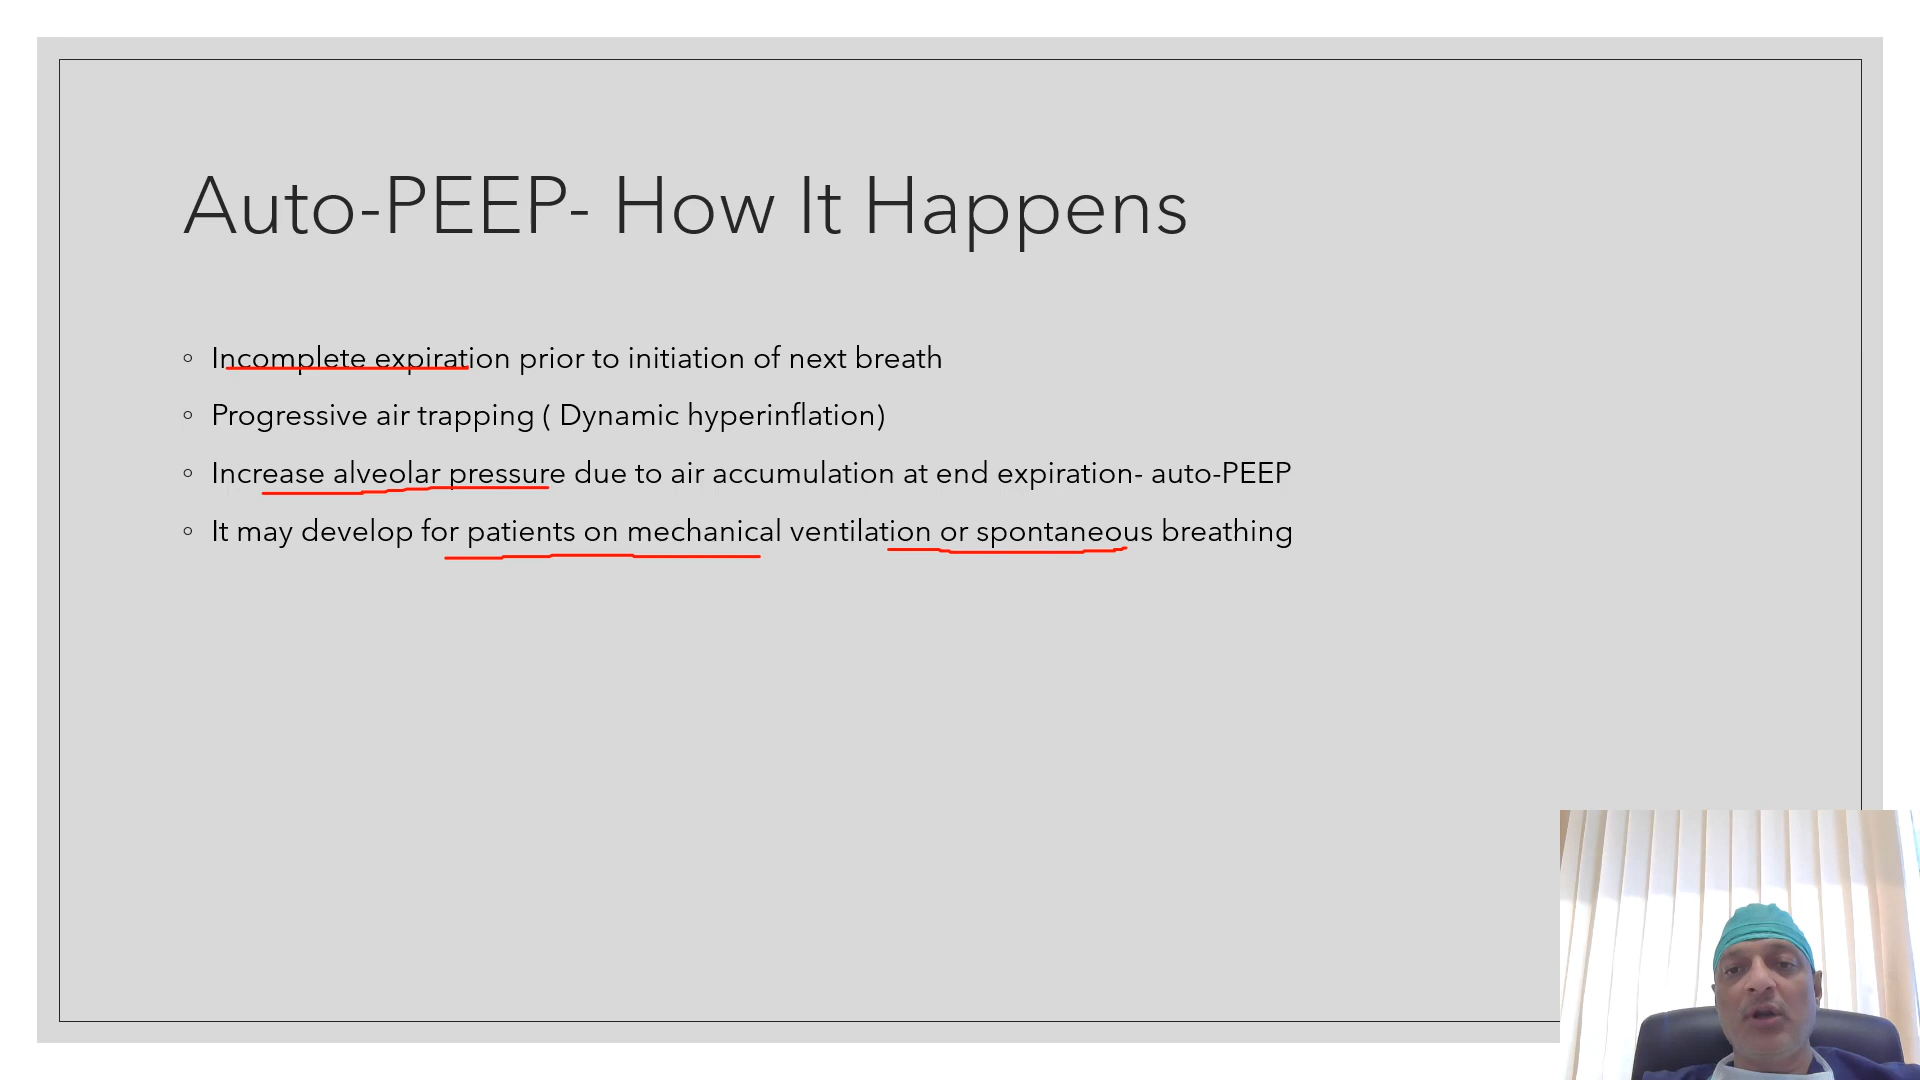 Auto-PEEP- How It Happens
◦ Incomplete expiration prior to initiation of next breath
◦ Progressive air trapping ( Dynamic hyperinflation)
◦ Increase alveolar pressure due to air accumulation at end expiration- auto-PEEP
◦ It may develop for patients on mechanical ventilation or spontaneous breathing